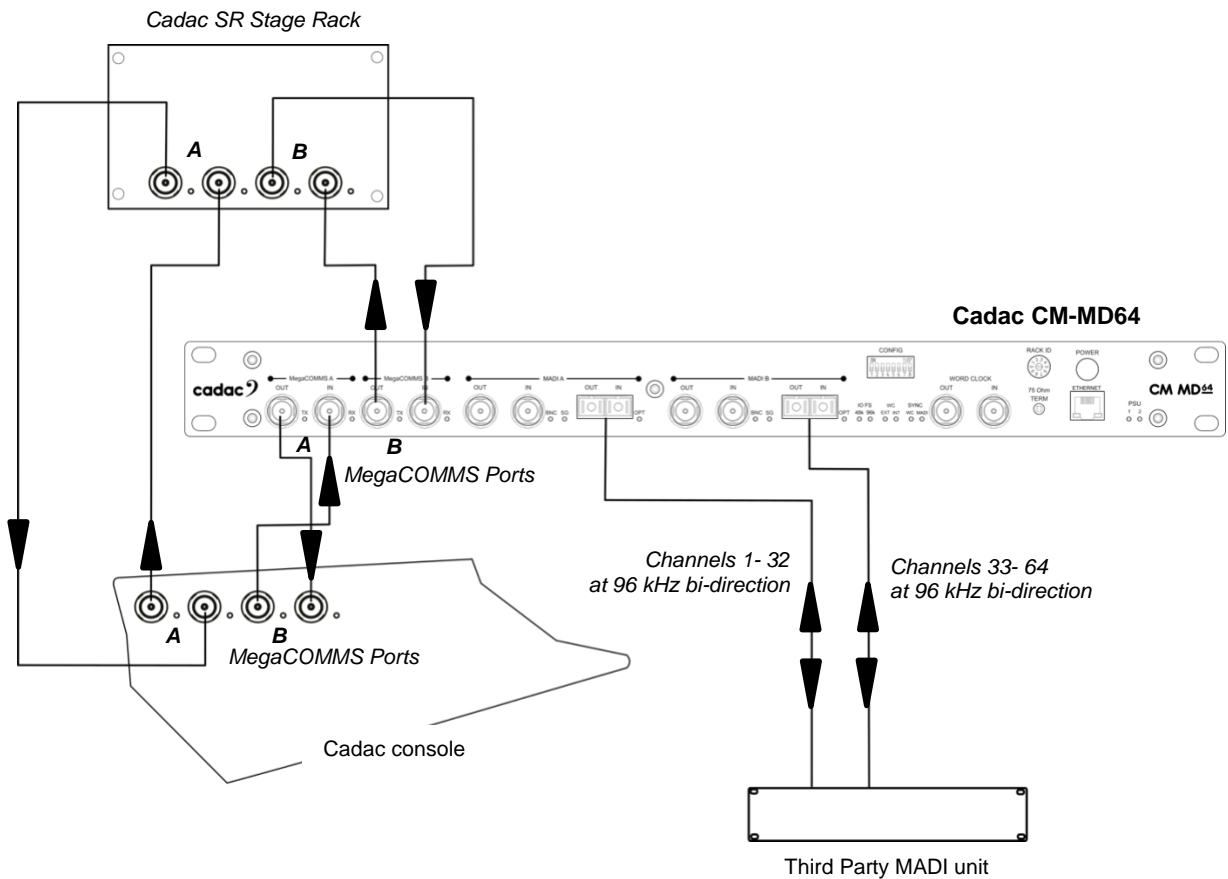 Cadac SR Stage Rack
A
B
Cadac CM-MD64
cadac
MegaCOMMS A
OUT
IN
TX
RX
MegaCOMMS B
OUT
IN
TX
RX
MADI A
OUT
IN
OUT
IN
BNC
SG
OPT
MADI B
OUT
IN
OUT
IN
BNC
SG
OPT
CONFIG
IO FS
48k 96k
WC
EXT INT
SYNC
WC MADI
WORD CLOCK
OUT
IN
RACK ID
75 Ohm
TERM
POWER
ETHERNET
PSU
1 2
CM MD64
A
B
MegaCOMMS Ports
A
B
MegaCOMMS Ports
Cadac console
Channels 1- 32
at 96 kHz bi-direction
Channels 33- 64
at 96 kHz bi-direction
Third Party MADI unit